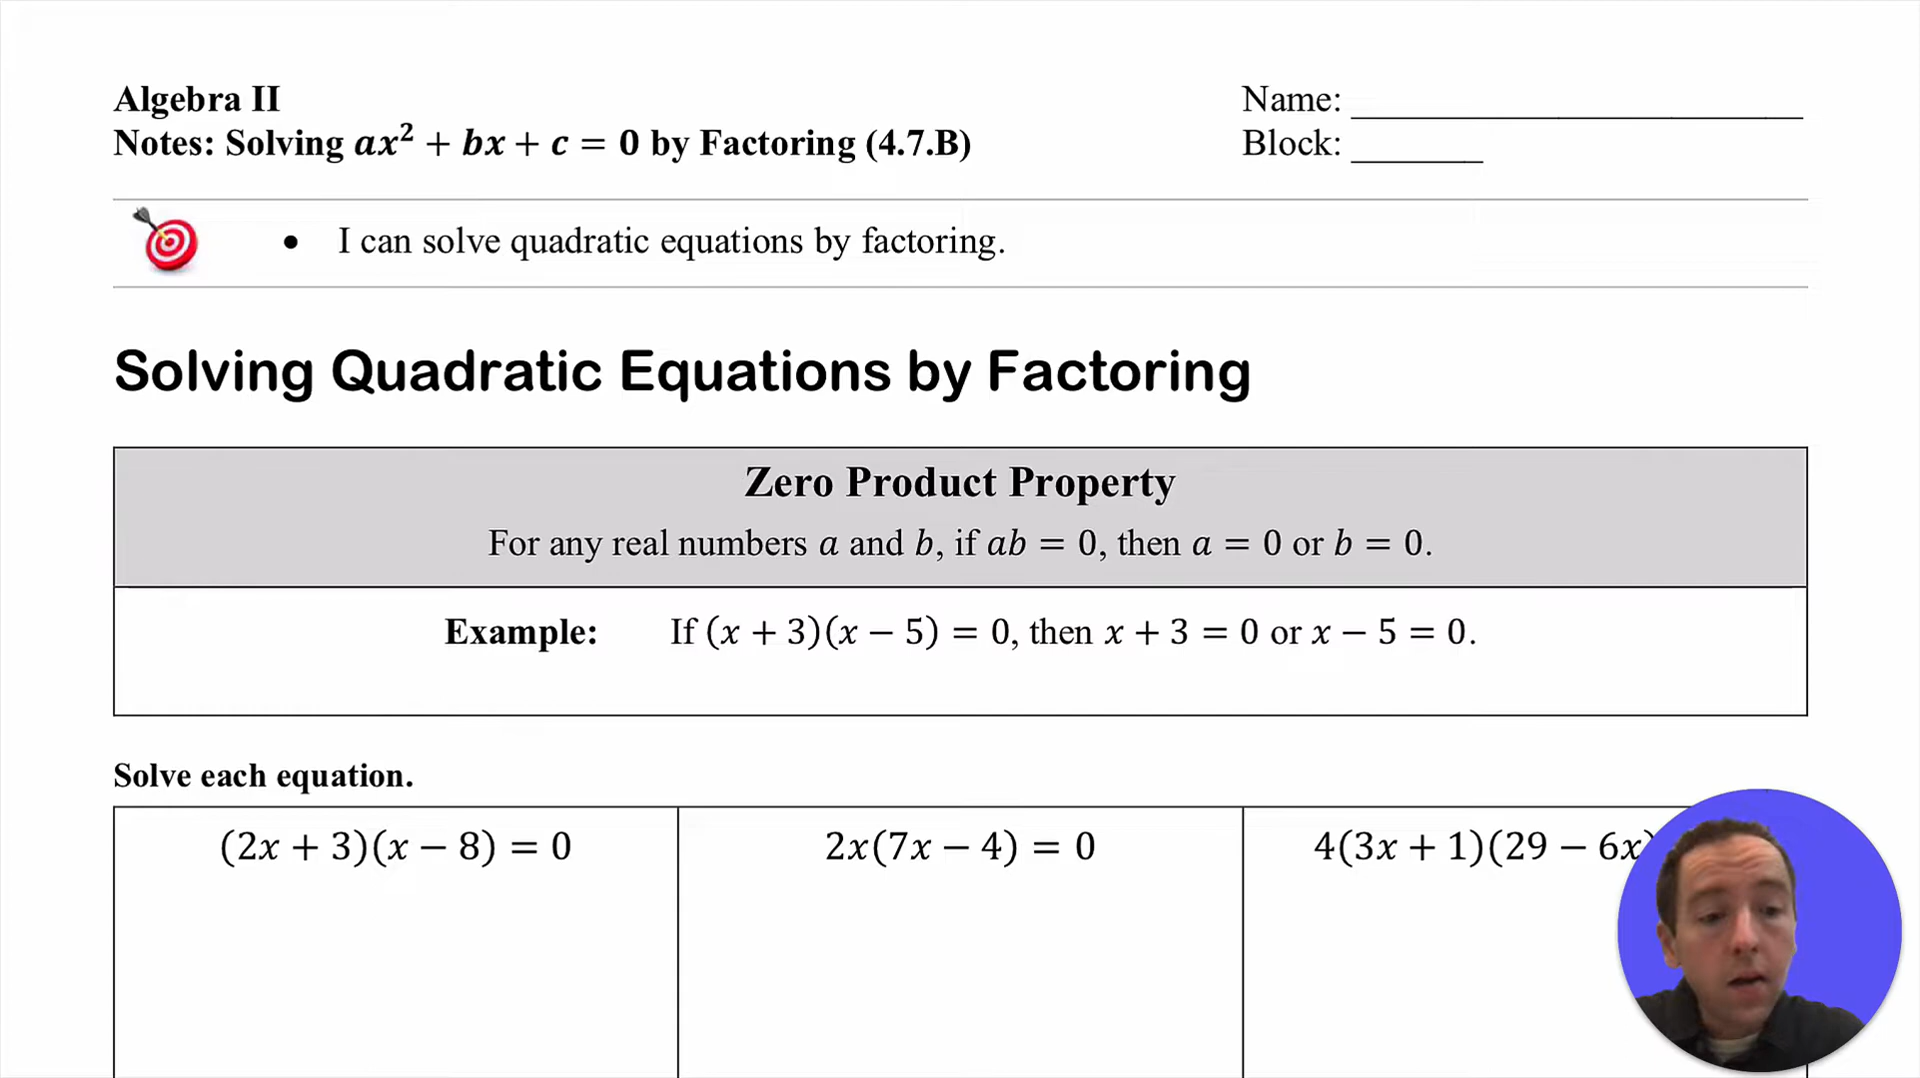 Algebra II
Name: ________________________
Notes: Solving 𝒂𝒙² + 𝒃𝒙 + 𝒄 = 𝟎 by Factoring (4.7.B)
Block: _______
• I can solve quadratic equations by factoring.
Solving Quadratic Equations by Factoring
Zero Product Property
For any real numbers 𝑎 and 𝑏, if 𝑎𝑏 = 0, then 𝑎 = 0 or 𝑏 = 0.
Example: If (𝑥 + 3)(𝑥 − 5) = 0, then 𝑥 + 3 = 0 or 𝑥 − 5 = 0.
Solve each equation.
(2𝑥 + 3)(𝑥 − 8) = 0
2𝑥(7𝑥 − 4) = 0
4(3𝑥 + 1)(29 − 6𝑥)